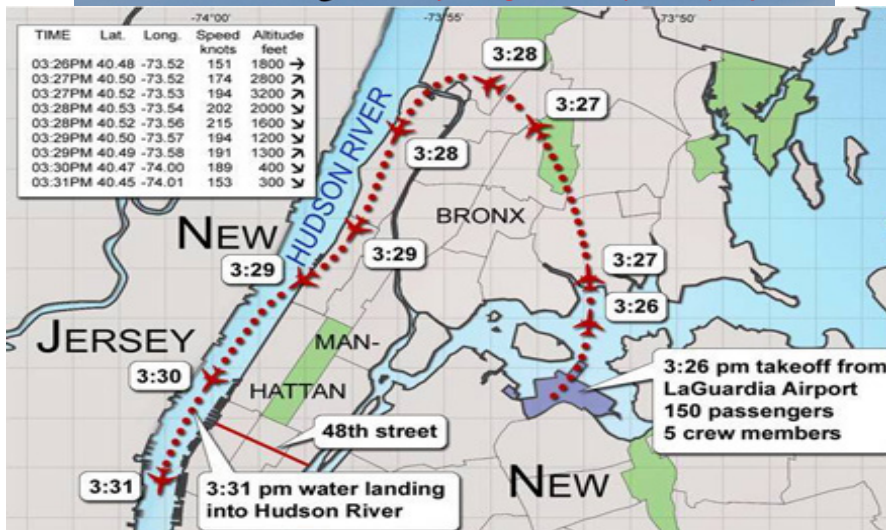 -74°00'
-73°55'
-73°50'
TIME Lat. Long. Speed knots Altitude feet
03:26PM 40.48 -73.52 151 1800 →
03:27PM 40.50 -73.52 174 2800 ↗
03:27PM 40.52 -73.53 194 3200 ↗
03:28PM 40.53 -73.54 202 2000 ↘
03:28PM 40.52 -73.56 215 1600 ↘
03:29PM 40.50 -73.57 194 1200 ↘
03:29PM 40.49 -73.58 191 1300 ↗
03:30PM 40.47 -74.00 189 400 ↘
03:31PM 40.45 -74.01 153 300 ↘
3:28
3:27
3:28
HUDSON RIVER
BRONX
NEW
3:29
3:29
3:27
3:26
JERSEY
MAN-
HATTAN
3:30
3:26 pm takeoff from
LaGuardia Airport
150 passengers
5 crew members
48th street
3:31
3:31 pm water landing
into Hudson River
NEW